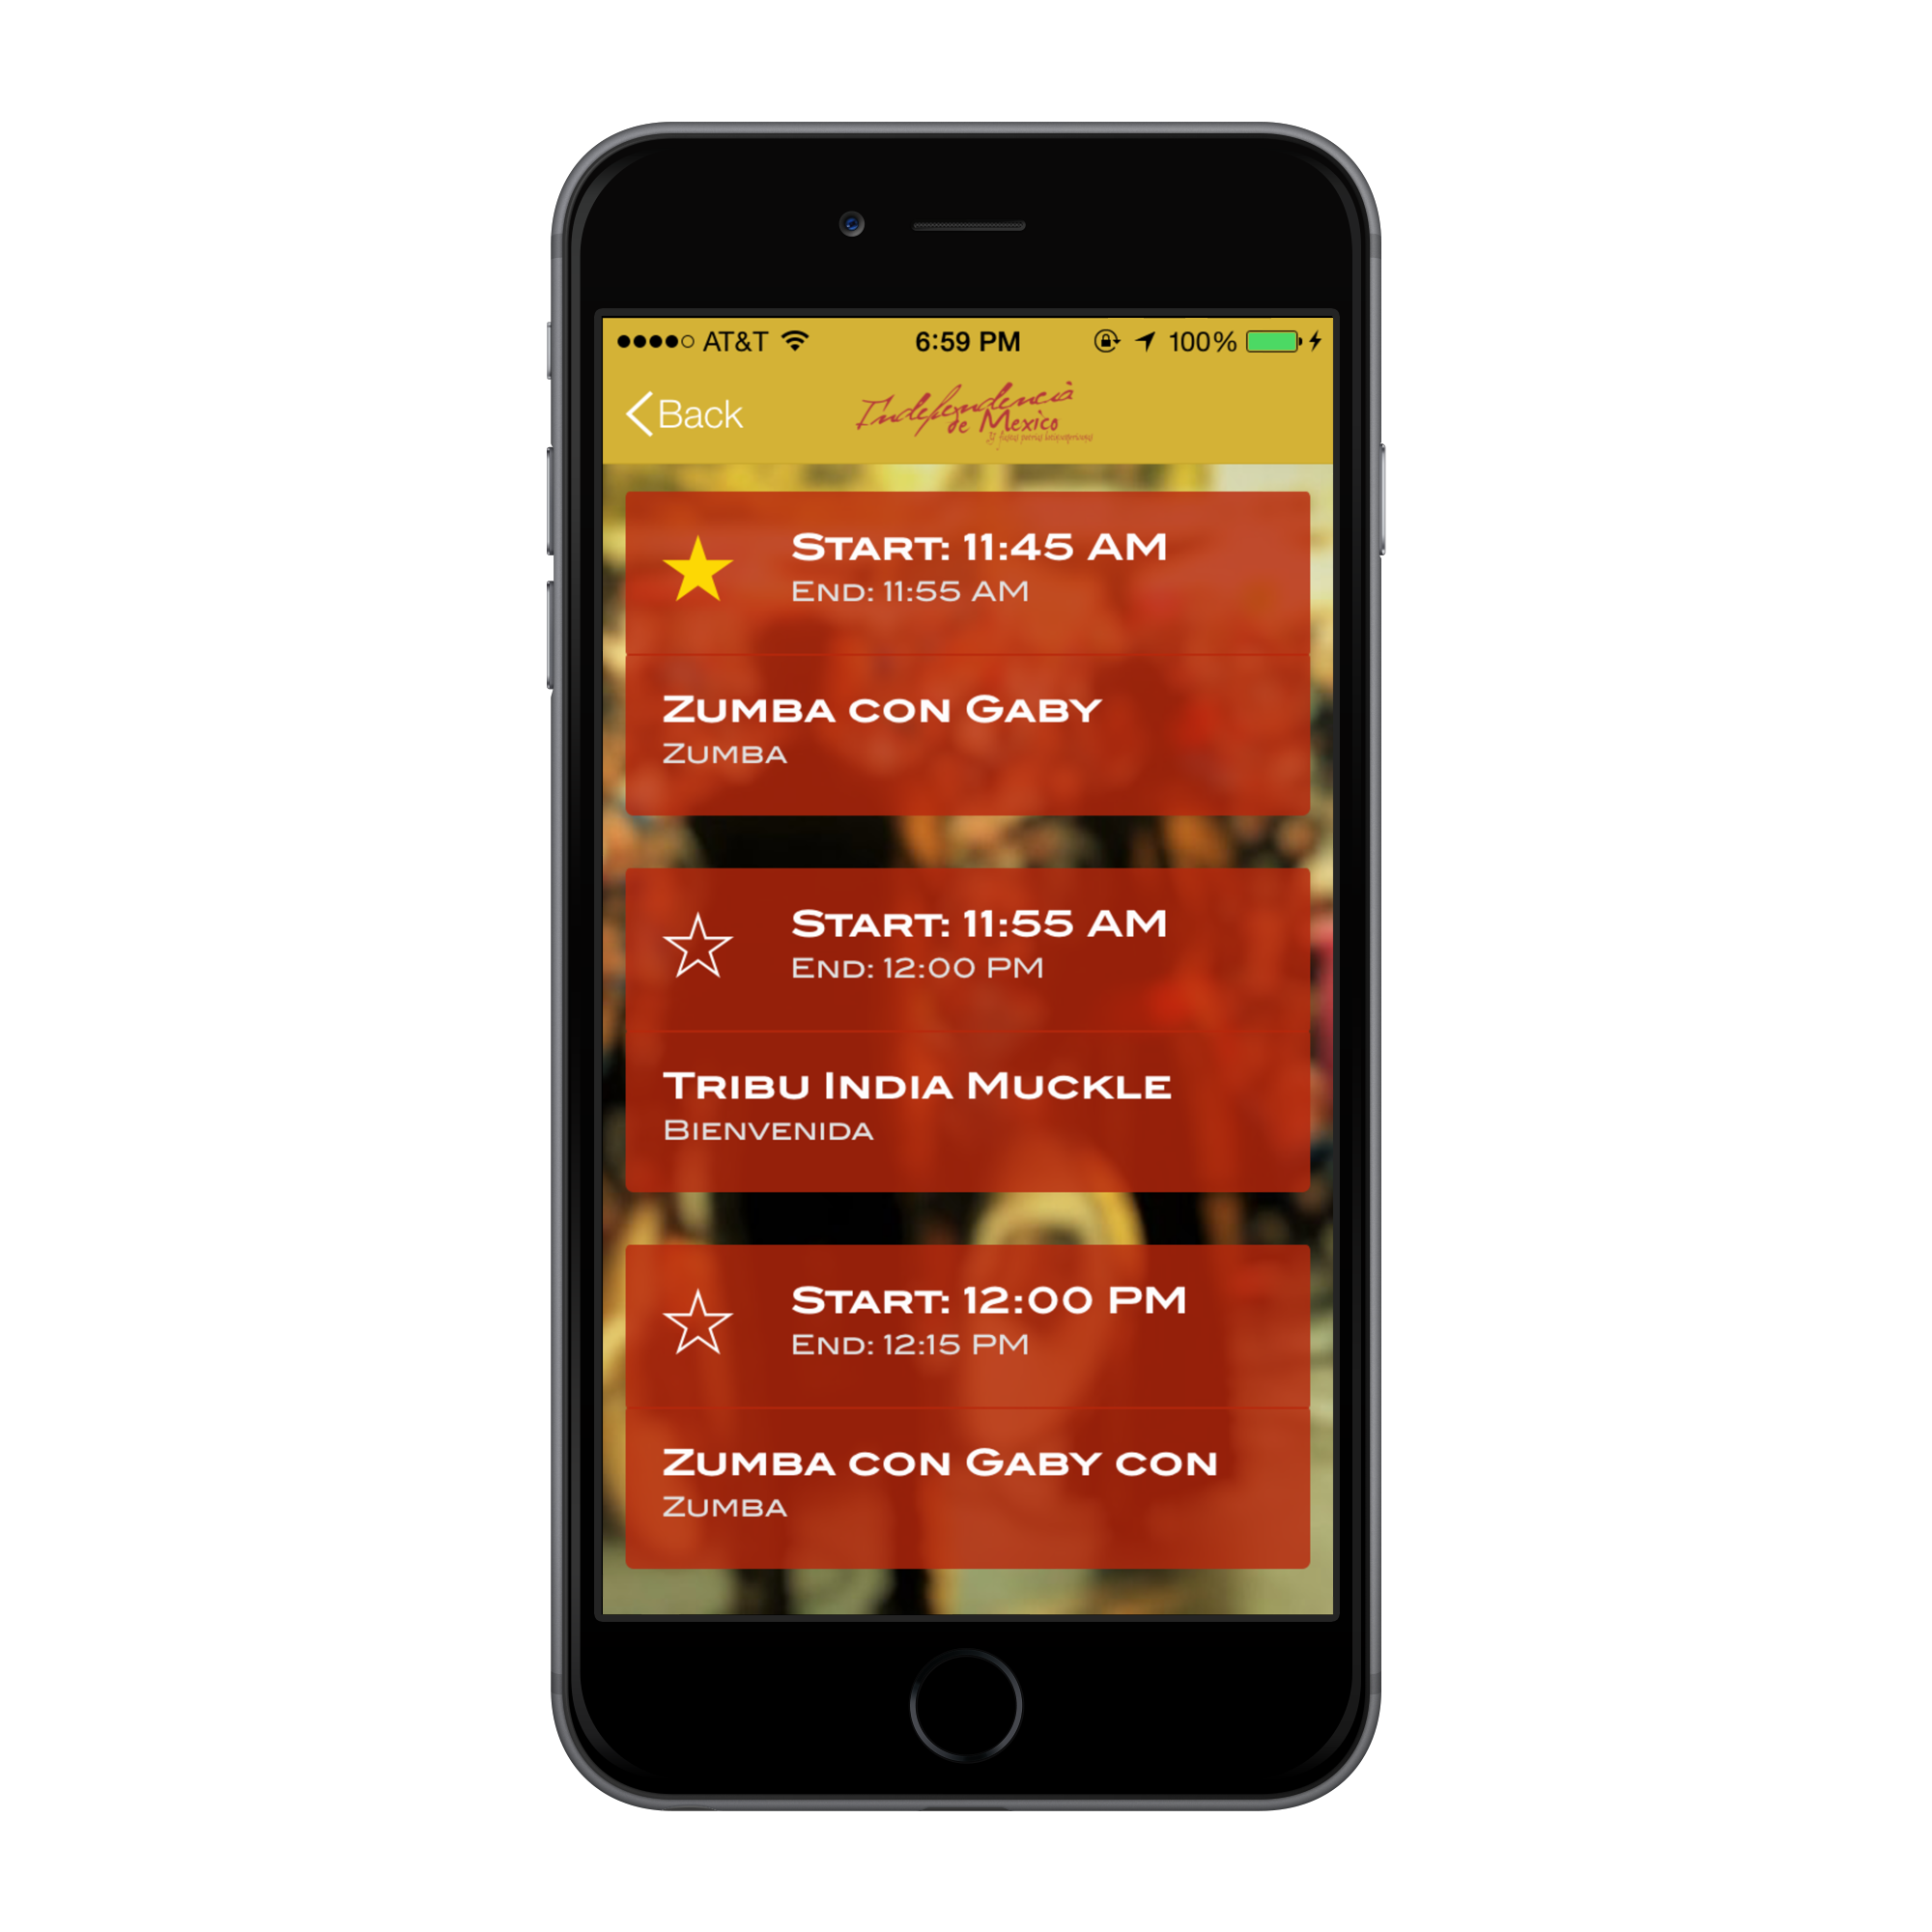 AT&T 6:59 PM 100%
Back
Independencia
de Mexico
Start: 11:45 AM
End: 11:55 AM
Zumba con Gaby
Zumba
Start: 11:55 AM
End: 12:00 PM
Tribu India Muckle
Bienvenida
Start: 12:00 PM
End: 12:15 PM
Zumba con Gaby con
Zumba